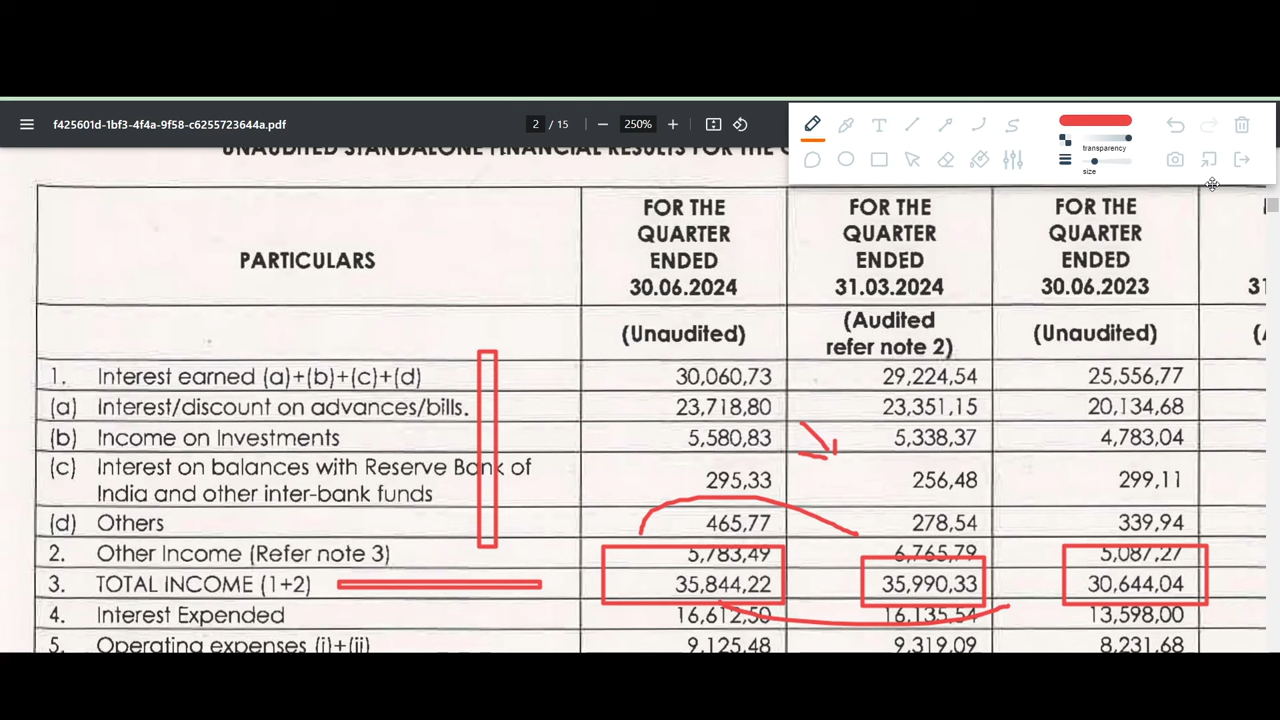 f425601d-1bf3-4f4a-9f58-c6255723644a.pdf 2 / 15 250%
transparency
size
UNAUDITED STANDALONE FINANCIAL RESULTS FOR THE
PARTICULARS FOR THE QUARTER ENDED 30.06.2024 FOR THE QUARTER ENDED 31.03.2024 FOR THE QUARTER ENDED 30.06.2023
(Unaudited) (Audited refer note 2) (Unaudited)
1. Interest earned (a)+(b)+(c)+(d) 30,060,73 29,224,54 25,556,77
(a) Interest/discount on advances/bills. 23,718,80 23,351,15 20,134,68
(b) Income on Investments 5,580,83 5,338,37 4,783,04
(c) Interest on balances with Reserve Bank of
India and other inter-bank funds 295,33 256,48 299,11
(d) Others 465,77 278,54 339,94
2. Other Income (Refer note 3) 5,783,49 6,765,79 5,087,27
3. TOTAL INCOME (1+2) 35,844,22 35,990,33 30,644,04
4. Interest Expended 16,612,50 16,135,54 13,598,00
5. Operating expenses (i)+(ii) 9,125,48 9,319,09 8,231,68